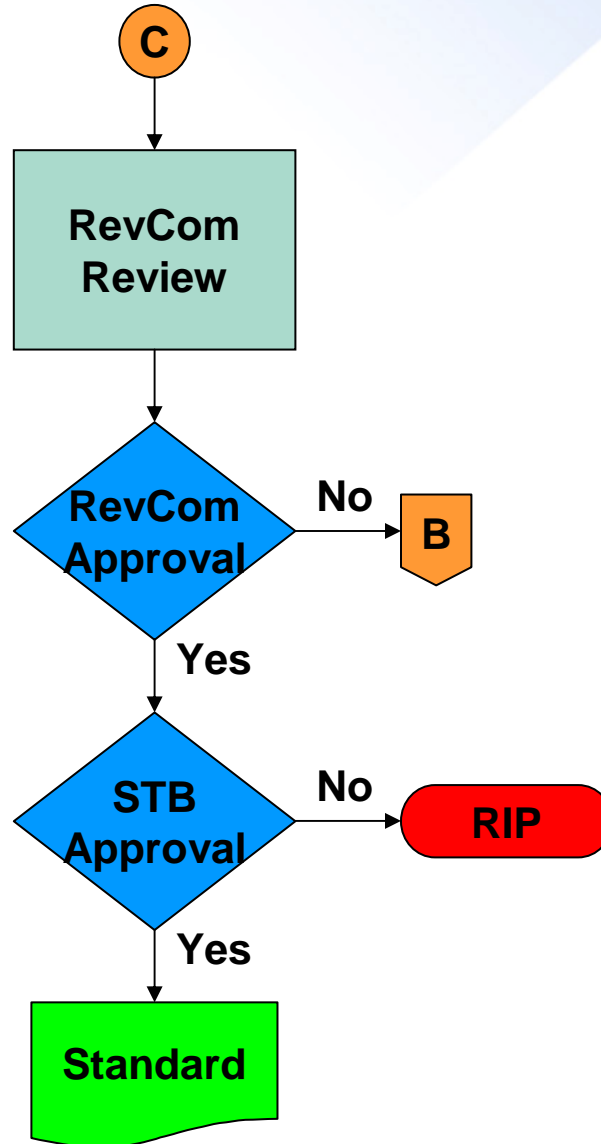 C
RevCom
Review
RevCom
Approval
No
B
Yes
STB
Approval
No
RIP
Yes
Standard